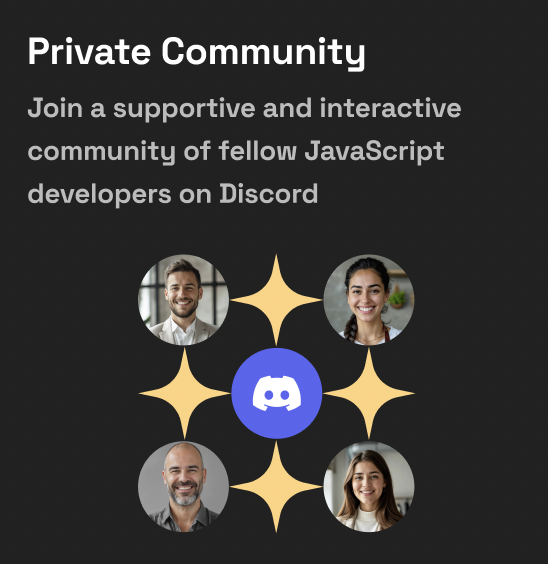 Private Community
Join a supportive and interactive
community of fellow JavaScript
developers on Discord